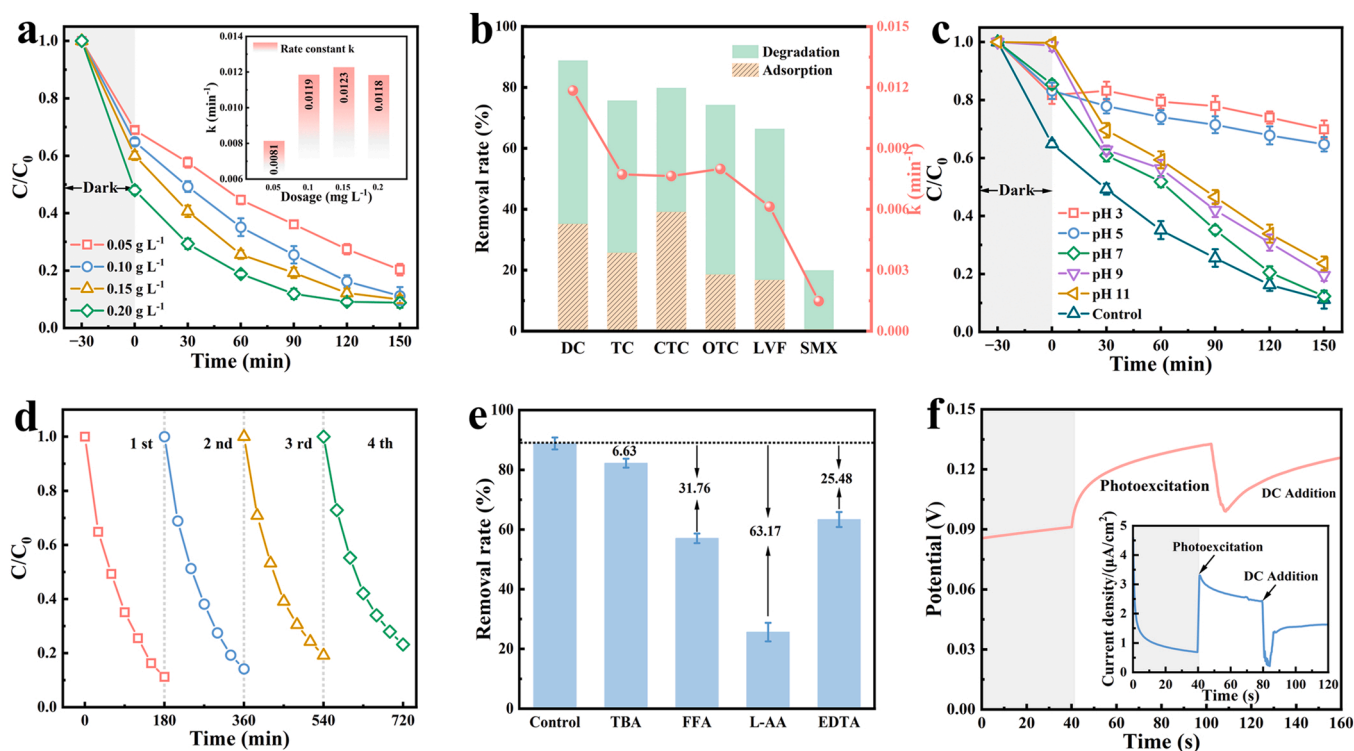 a
C/C₀
1.0
0.8
0.6
0.4
0.2
0.0
Dark
0.05 g L⁻¹
0.10 g L⁻¹
0.15 g L⁻¹
0.20 g L⁻¹
−30 0 30 60 90 120 150
Time (min)
k (min⁻¹)
0.014
0.012
0.010
0.008
0.006
Rate constant k
0.0081
0.0119
0.0123
0.0118
0.05 0.1 0.15 0.2
Dosage (mg L⁻¹)
b
Removal rate (%)
100
80
60
40
20
0
Degradation
Adsorption
DC TC CTC OTC LVF SMX
0.015
0.012
0.009
0.006
0.003
0.000
k (min⁻¹)
c
C/C₀
1.0
0.8
0.6
0.4
0.2
0.0
Dark
pH 3
pH 5
pH 7
pH 9
pH 11
Control
−30 0 30 60 90 120 150
Time (min)
d
C/C₀
1.0
0.8
0.6
0.4
0.2
0.0
1 st 2 nd 3 rd 4 th
0 180 360 540 720
Time (min)
e
Removal rate (%)
100
80
60
40
20
0
6.63
31.76
63.17
25.48
Control TBA FFA L-AA EDTA
f
Potential (V)
0.15
0.12
0.09
0.06
0.03
0.00
Photoexcitation
DC Addition
0 20 40 60 80 100 120 140 160
Time (s)
Current density/(μA/cm²)
5
4
3
2
1
0
Photoexcitation
DC Addition
0 20 40 60 80 100 120
Time (s)